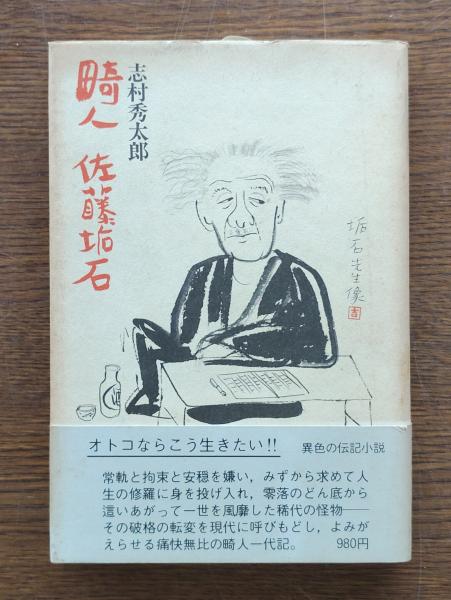 志村秀太郎
畸人 佐藤垢石
垢石先生像
吉
酒
オトコならこう生きたい!!
異色の伝記小説
常軌と拘束と安穏を嫌い，みずから求めて人
生の修羅に身を投げ入れ，零落のどん底から
這いあがって一世を風靡した稀代の怪物──
その破格の転変を現代に呼びもどし，よみが
えらせる痛快無比の畸人一代記。
980円